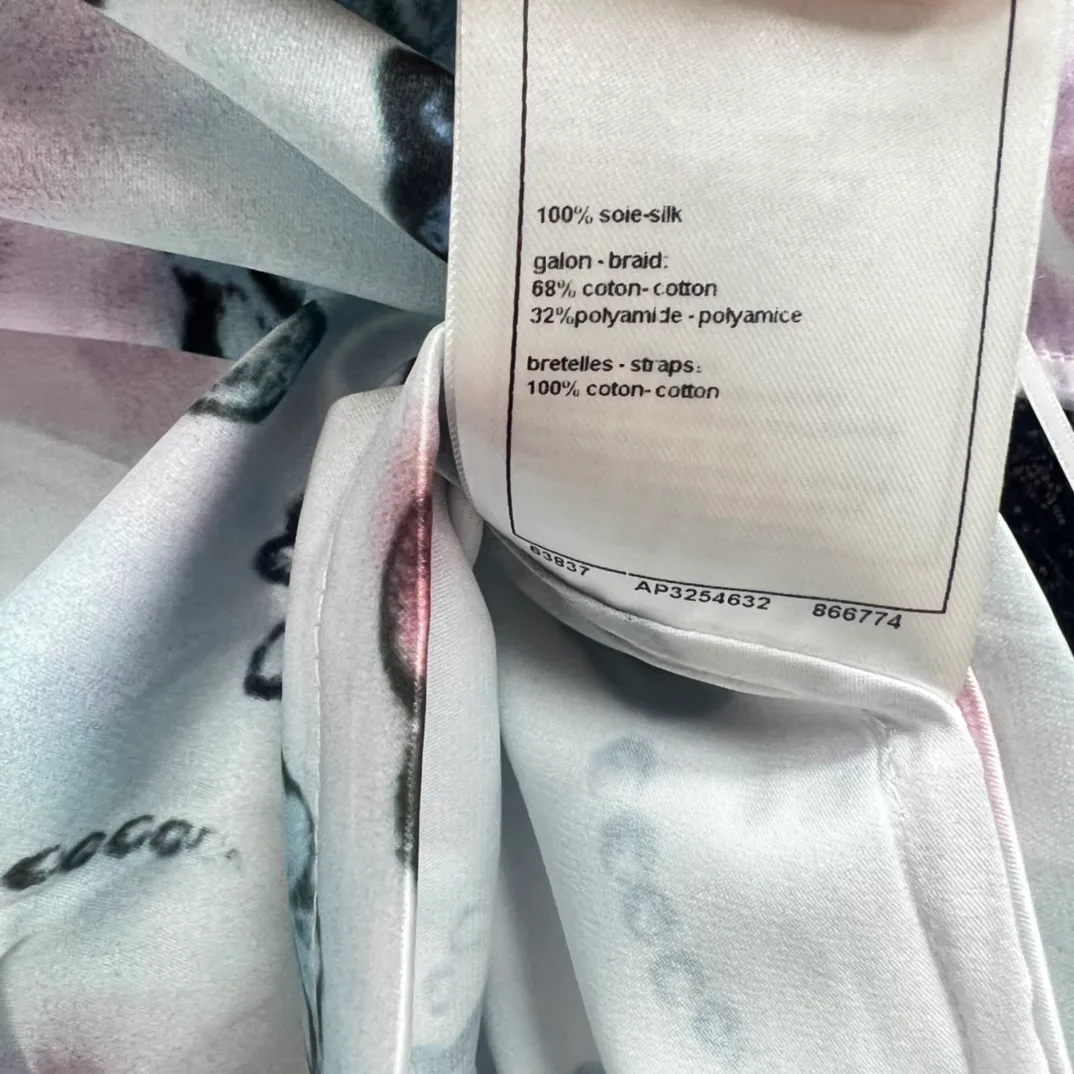 100% soie-silk
galon - braid:
68% coton- cotton
32%polyamide - polyamice
bretelles - straps:
100% coton- cotton
63837 AP3254632 866774
COCO